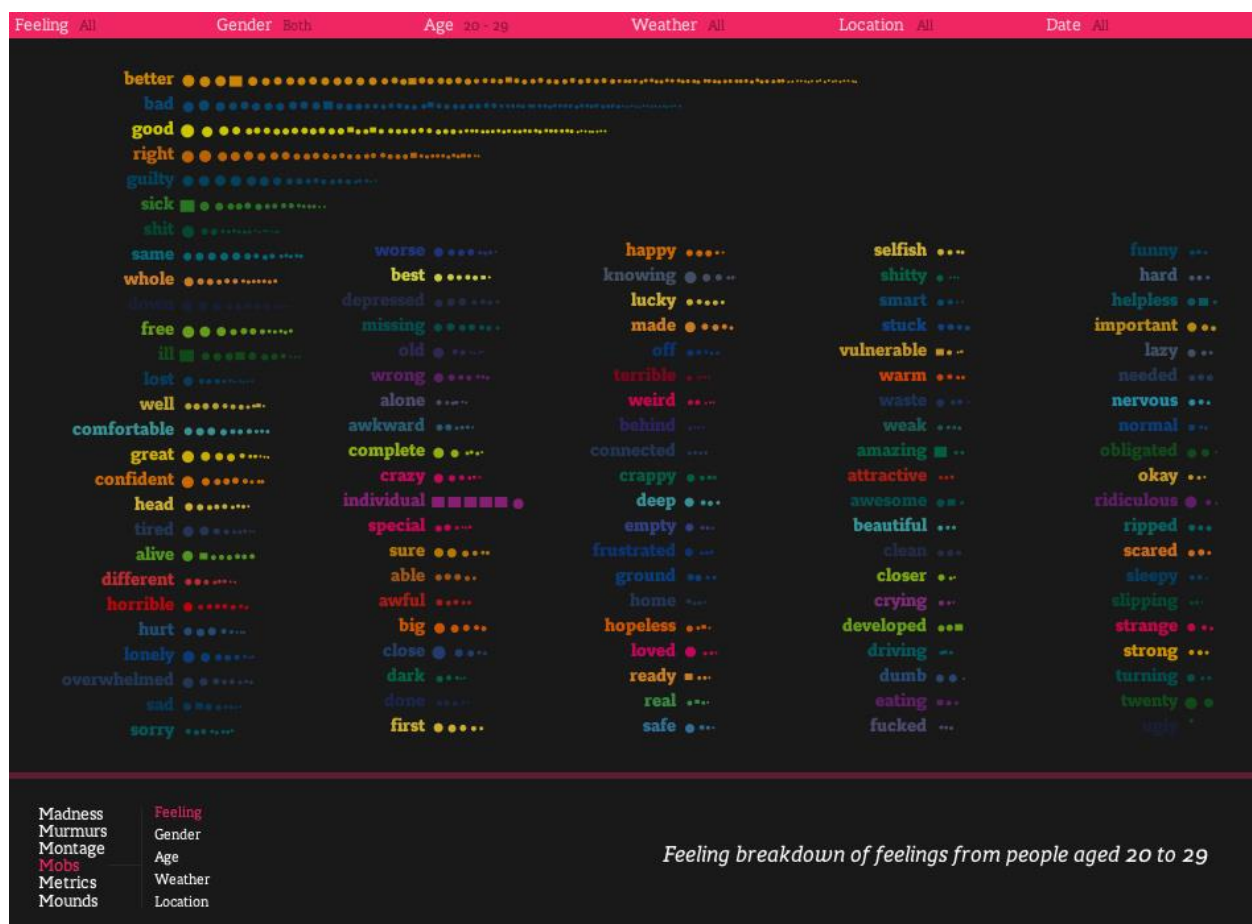 Feeling All Gender Both Age 20 - 29 Weather All Location All Date All
better
bad
good
right
guilty
sick
shit
same worse happy selfish funny
whole best knowing shitty hard
down depressed lucky smart helpless
free missing made stuck important
ill old off vulnerable lazy
lost wrong terrible warm needed
well alone weird waste nervous
comfortable awkward behind weak normal
great complete connected amazing obligated
confident crazy crappy attractive okay
head individual deep awesome ridiculous
tired special empty beautiful ripped
alive sure frustrated clean scared
different able ground closer sleepy
horrible awful home crying slipping
hurt big hopeless developed strange
lonely close loved driving strong
overwhelmed dark ready dumb turning
sad done real eating twenty
sorry first safe fucked ugly
Madness
Murmurs
Montage
Mobs
Metrics
Mounds
Feeling
Gender
Age
Weather
Location
Feeling breakdown of feelings from people aged 20 to 29